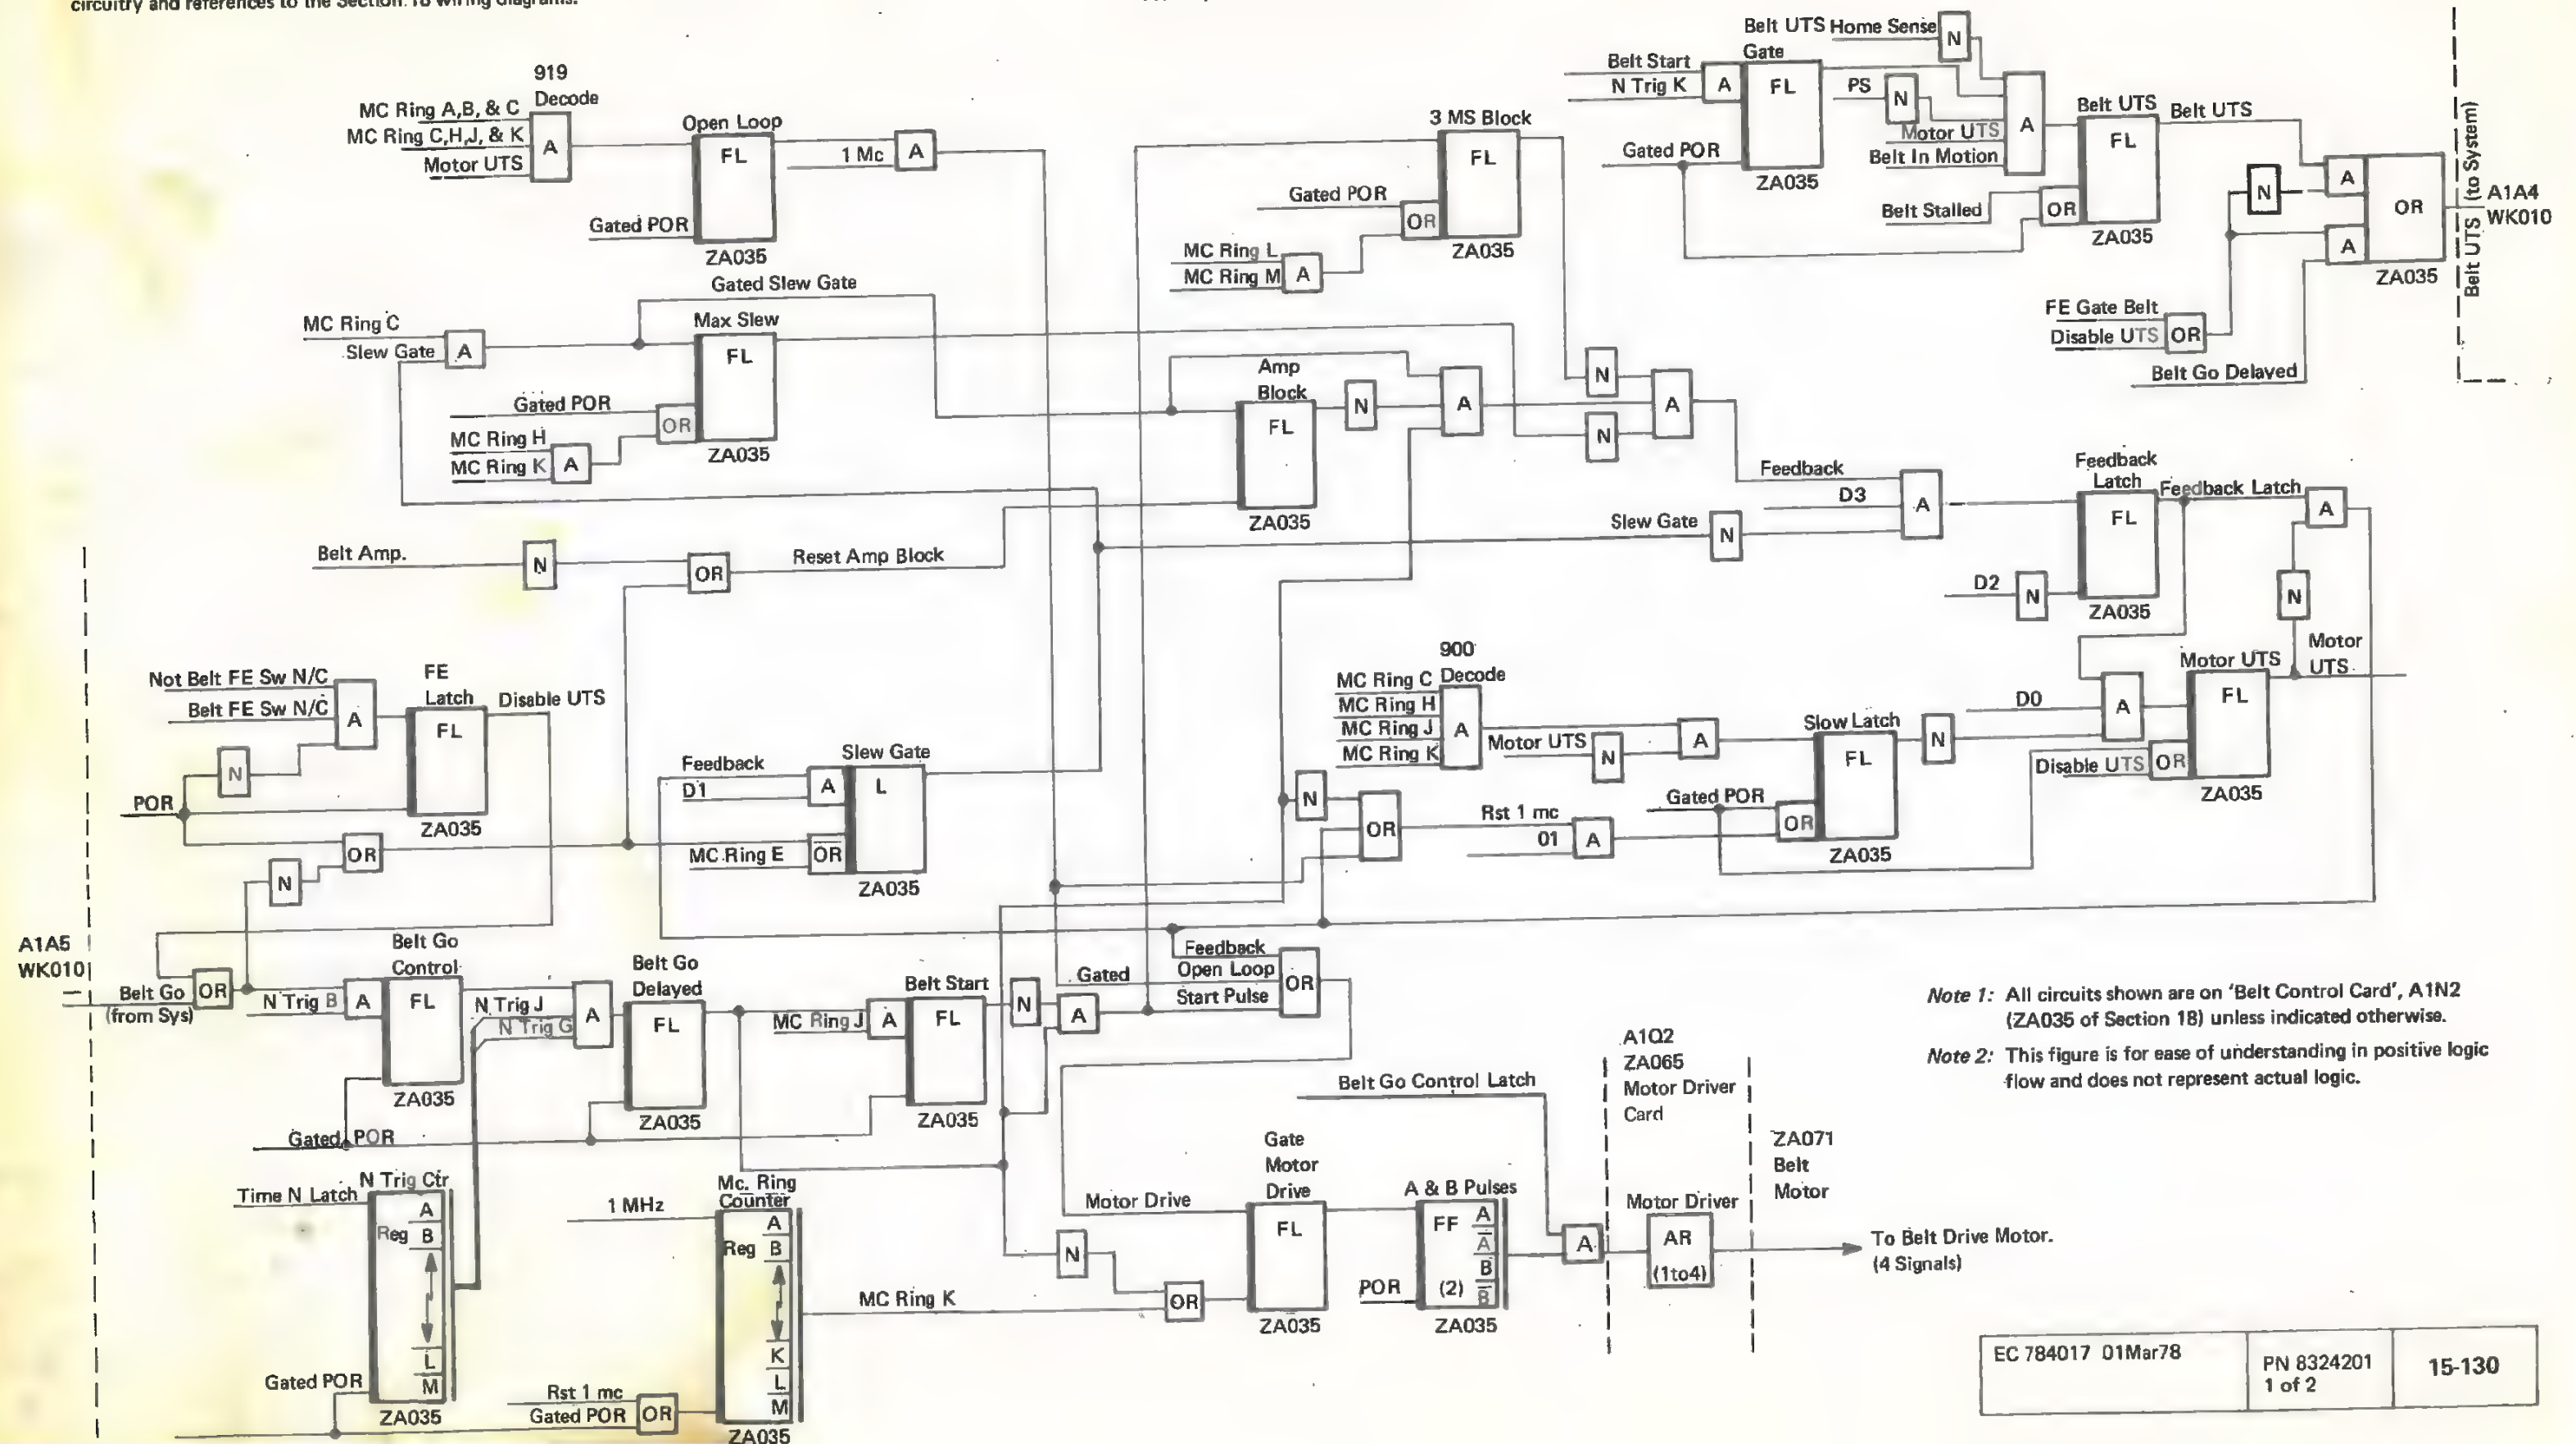 circuitry and references to the Section 18 wiring diagrams.
919
Decode
MC Ring A,B, & C
MC Ring C,H,J, & K
Motor UTS
A
Open Loop
FL
1 Mc
A
Gated POR
ZA035
Gated Slew Gate
MC Ring C
Slew Gate
A
Max Slew
FL
Gated POR
OR
MC Ring H
MC Ring K
A
ZA035
Belt Amp.
N
OR
Reset Amp Block
3 MS Block
FL
Gated POR
OR
MC Ring L
MC Ring M
A
ZA035
Amp
Block
FL
N
A
ZA035
N
N
A
Belt UTS
Gate
Home Sense
N
Belt Start
N Trig K
A
FL
PS
N
Motor UTS
Belt In Motion
A
Gated POR
ZA035
Belt Stalled
OR
Belt UTS
FL
ZA035
Belt UTS
N
A
A
OR
ZA035
FE Gate Belt
Disable UTS
OR
Belt Go Delayed
Belt UTS (to System)
A1A4
WK010
Feedback
D3
Slew Gate
N
A
Feedback
Latch
FL
Feedback Latch
A
D2
N
ZA035
N
Motor
UTS
Not Belt FE Sw N/C
Belt FE Sw N/C
A
N
POR
FE
Latch
FL
Disable UTS
ZA035
OR
N
Feedback
D1
A
Slew Gate
L
MC Ring E
OR
ZA035
900
Decode
MC Ring C
MC Ring H
MC Ring J
MC Ring K
A
Motor UTS
N
A
Slow Latch
FL
N
D0
A
Motor UTS
FL
Disable UTS
OR
ZA035
Gated POR
OR
ZA035
N
OR
Rst 1 mc
01
A
A1A5
WK010
Belt Go
(from Sys)
OR
N Trig B
A
Belt Go
Control
FL
ZA035
N Trig J
N Trig G
A
Belt Go
Delayed
FL
ZA035
MC Ring J
A
Belt Start
FL
ZA035
N
A
Gated
Feedback
Open Loop
Start Pulse
OR
Gated POR
Time N Latch
N Trig Ctr
Reg
A
B
L
M
Gated POR
ZA035
1 MHz
Mc. Ring
Counter
Reg
A
B
K
L
M
Rst 1 mc
Gated POR
OR
ZA035
MC Ring K
N
OR
Motor Drive
Gate
Motor
Drive
FL
ZA035
Belt Go Control Latch
A & B Pulses
FF
(2)
A
A̅
B
B̅
POR
ZA035
A
A1Q2
ZA065
Motor Driver
Card
Motor Driver
AR
(1to4)
ZA071
Belt
Motor
To Belt Drive Motor.
(4 Signals)
Note 1: All circuits shown are on ‘Belt Control Card’, A1N2
(ZA035 of Section 18) unless indicated otherwise.
Note 2: This figure is for ease of understanding in positive logic
flow and does not represent actual logic.
EC 784017 01Mar78
PN 8324201
1 of 2
15-130